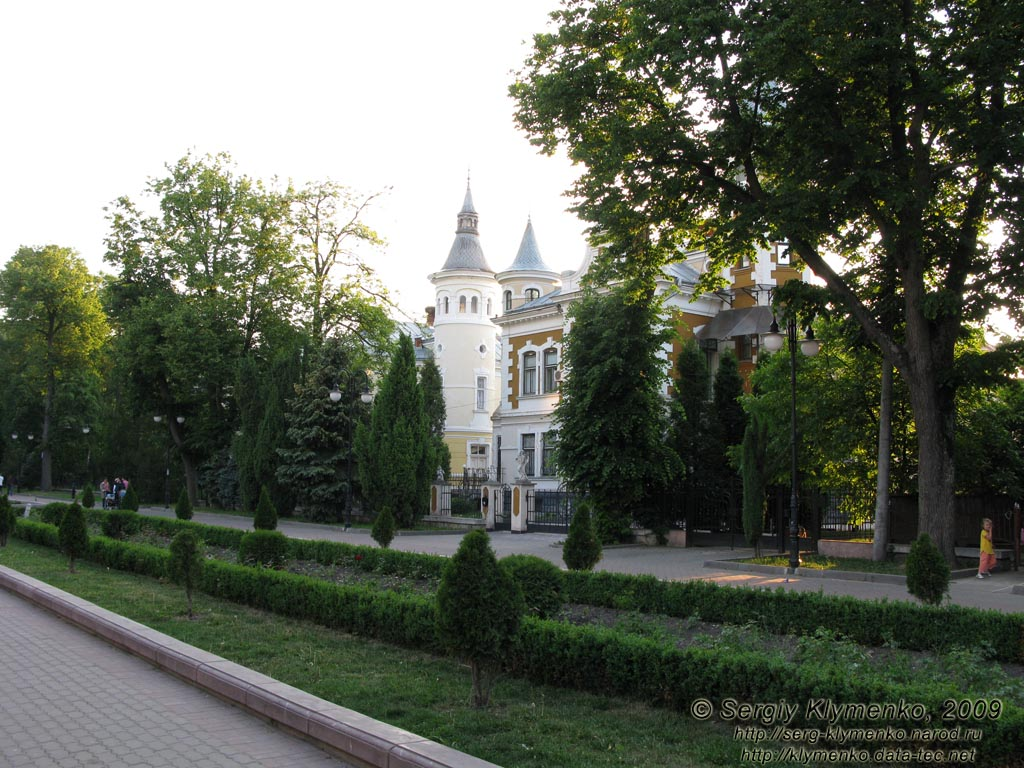 © Sergiy Klymenko, 2009
http://serg-klymenko.narod.ru
http://klymenko.data-tec.net